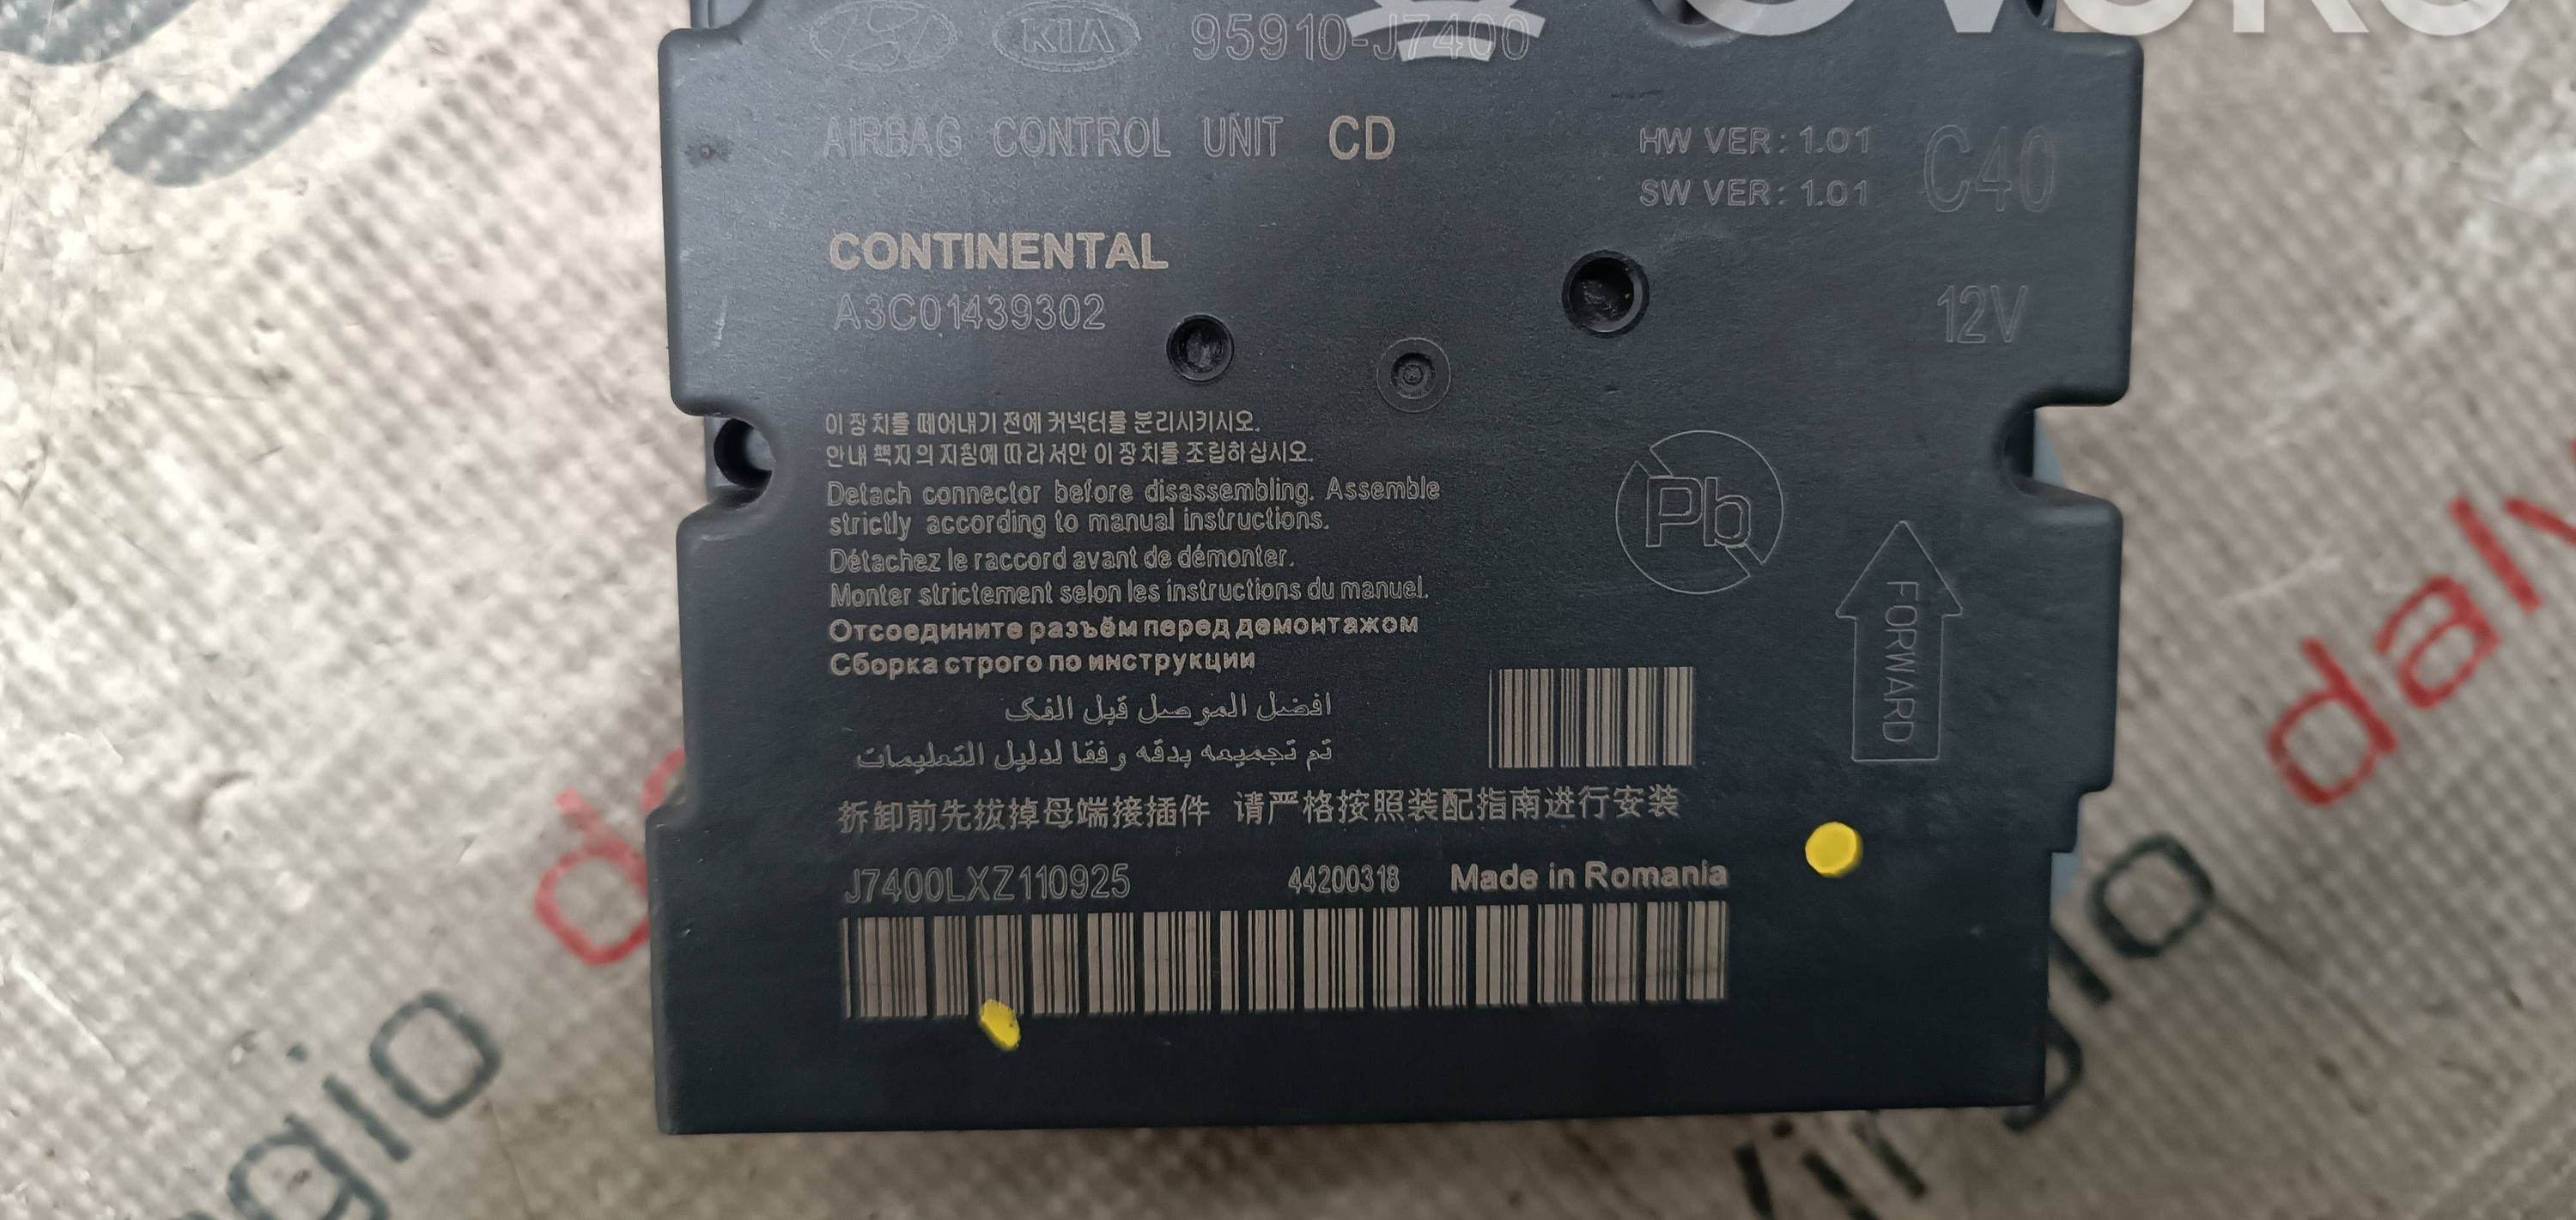 KIA 95910-J7400
AIRBAG CONTROL UNIT CD
HW VER: 1.01
SW VER: 1.01
C40
CONTINENTAL
A3C01439302
12V
이 장치를 떼어내기 전에 커넥터를 분리시키시오.
안내 책자의 지침에 따라서만 이 장치를 조립하십시오.
Detach connector before disassembling. Assemble
strictly according to manual instructions.
Détachez le raccord avant de démonter.
Monter strictement selon les instructions du manuel.
Pb
FORWARD
Отсоедините разъём перед демонтажом
Сборка строго по инструкции
افضل الموصل قبل الفك
تم تجميعه بدقه وفقا لدليل التعليمات
拆卸前先拔掉母端接插件 请严格按照装配指南进行安装
J7400LXZ110925 44200318 Made in Romania